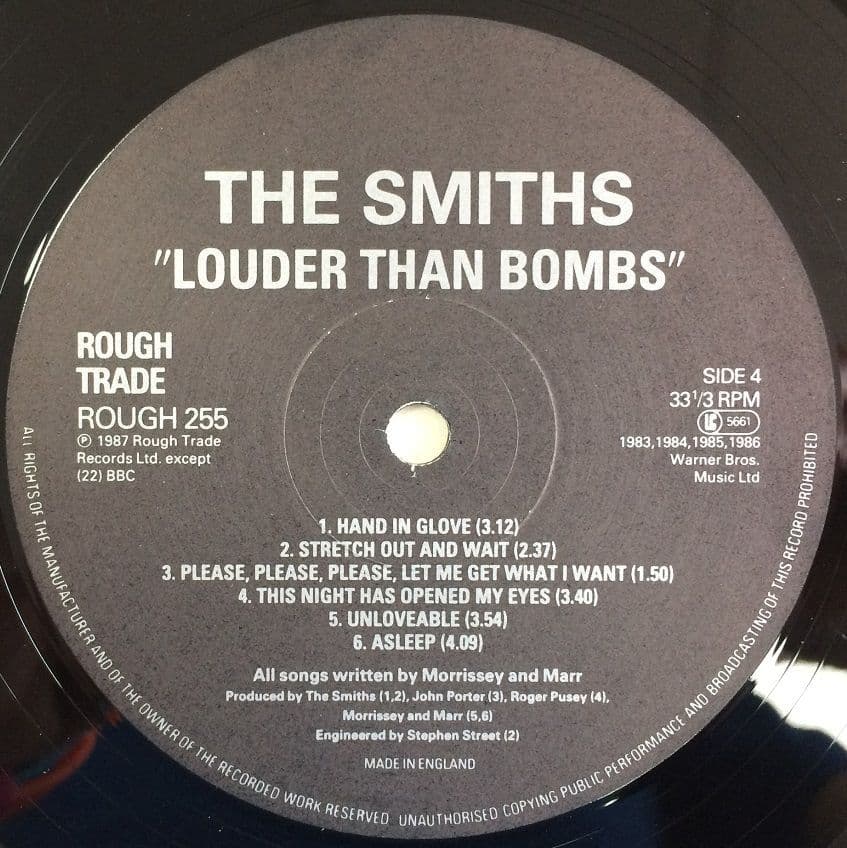 THE SMITHS
"LOUDER THAN BOMBS"
ROUGH
TRADE
ROUGH 255
℗ 1987 Rough Trade
Records Ltd. except
(22) BBC
SIDE 4
33 1/3 RPM
LC 5661
1983,1984,1985,1986
Warner Bros.
Music Ltd
1. HAND IN GLOVE (3.12)
2. STRETCH OUT AND WAIT (2.37)
3. PLEASE, PLEASE, PLEASE, LET ME GET WHAT I WANT (1.50)
4. THIS NIGHT HAS OPENED MY EYES (3.40)
5. UNLOVEABLE (3.54)
6. ASLEEP (4.09)
All songs written by Morrissey and Marr
Produced by The Smiths (1,2), John Porter (3), Roger Pusey (4),
Morrissey and Marr (5,6)
Engineered by Stephen Street (2)
MADE IN ENGLAND
ALL RIGHTS OF THE MANUFACTURER AND OF THE OWNER OF THE RECORDED WORK RESERVED. UNAUTHORISED COPYING PUBLIC PERFORMANCE AND BROADCASTING OF THIS RECORD PROHIBITED